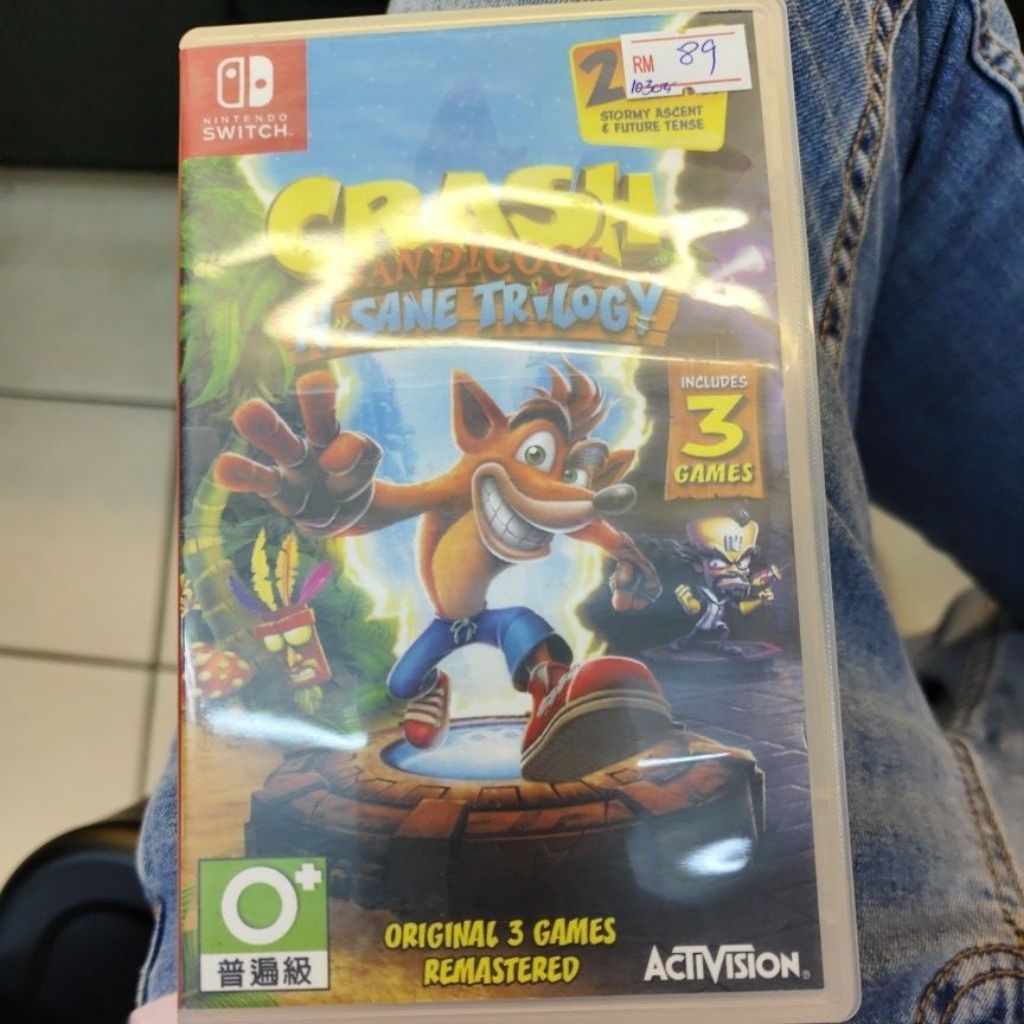 NINTENDO
SWITCH
RM 89
2
STORMY ASCENT
& FUTURE TENSE
CRASH
BANDICOOT
N. SANE TRILOGY
INCLUDES
3
GAMES
ORIGINAL 3 GAMES
REMASTERED
0+
普遍級
ACTIVISION